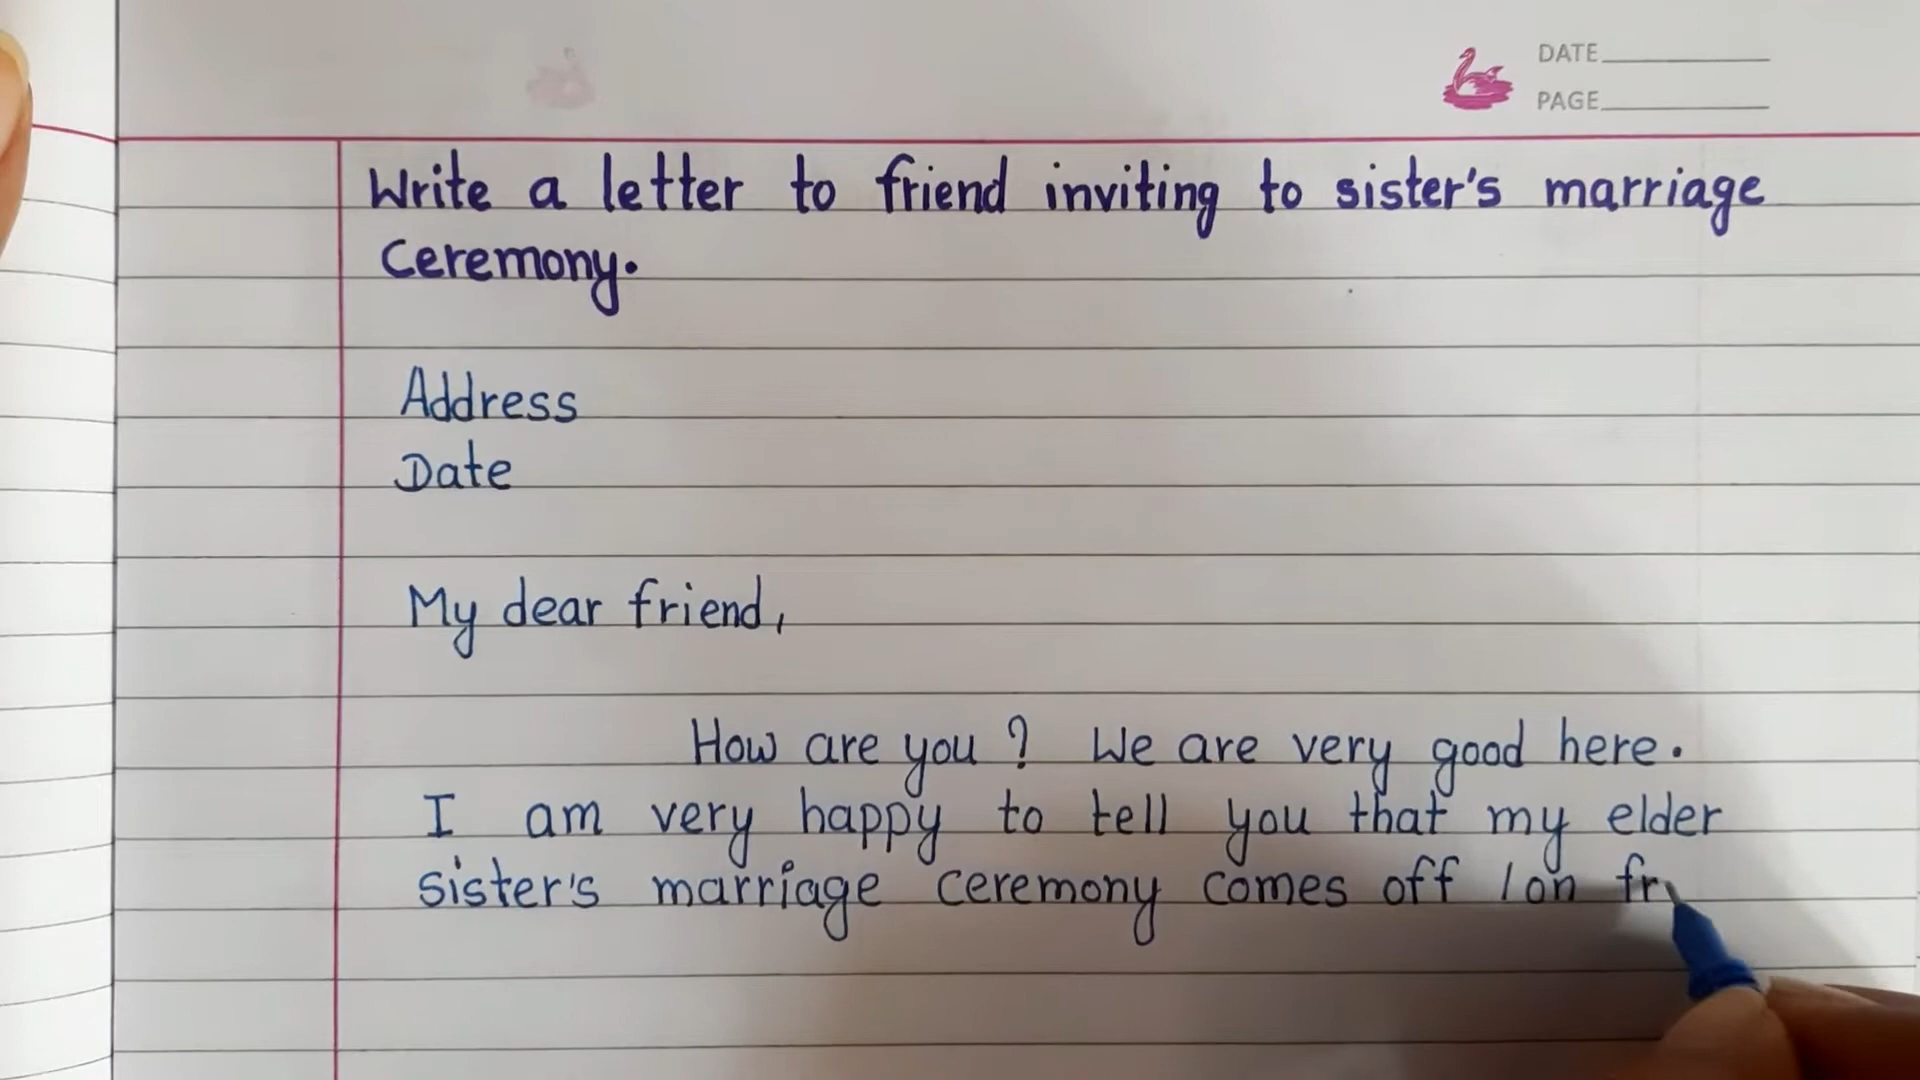 DATE
PAGE
Write a letter to friend inviting to sister's marriage
ceremony.
Address
Date
My dear friend,
How are you ? We are very good here.
I am very happy to tell you that my elder
sister's marriage ceremony comes off / on fr